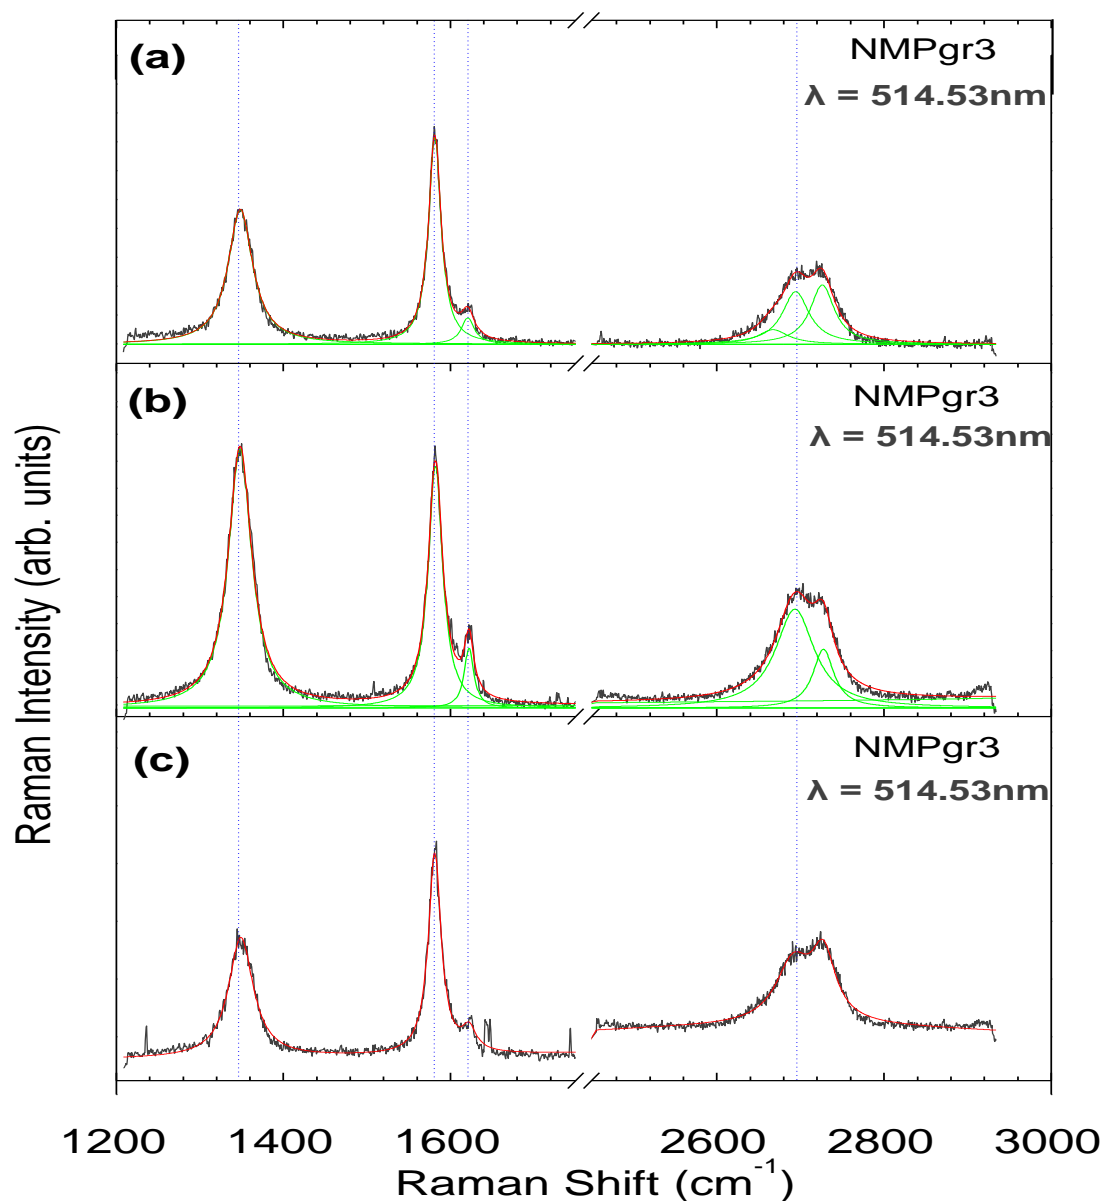 (a)
NMPgr3
λ = 514.53nm
(b)
NMPgr3
λ = 514.53nm
(c)
NMPgr3
λ = 514.53nm
Raman Intensity (arb. units)
1200 1400 1600 2600 2800 3000
Raman Shift (cm⁻¹)